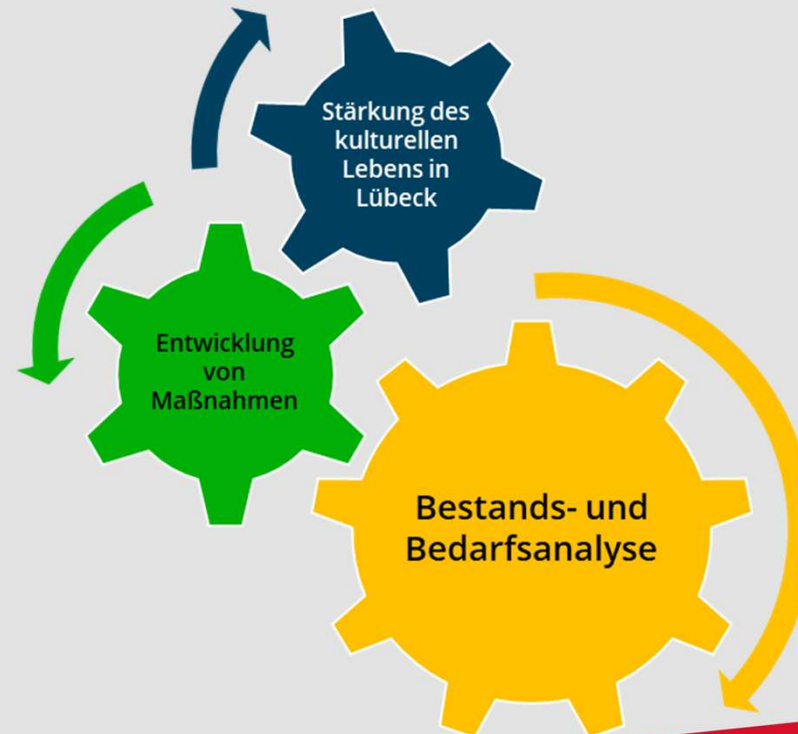 Stärkung des
kulturellen
Lebens in
Lübeck
Entwicklung
von
Maßnahmen
Bestands- und
Bedarfsanalyse